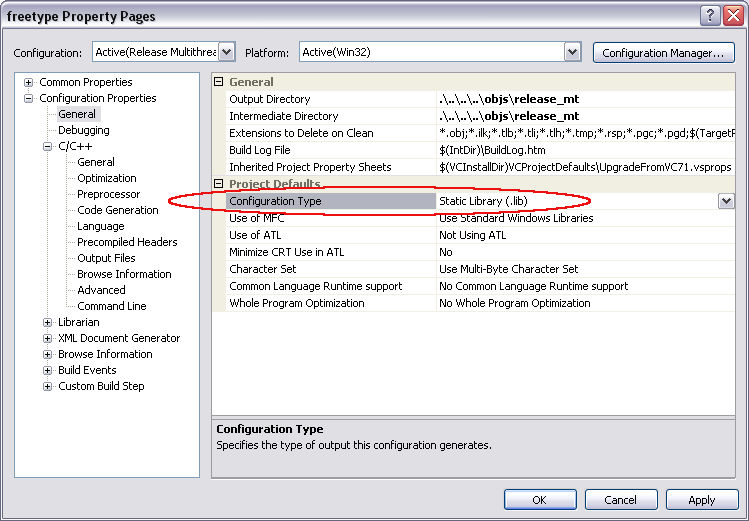 freetype Property Pages
Configuration: Active(Release Multithrea Platform: Active(Win32) Configuration Manager...
Common Properties
Configuration Properties
General
Debugging
C/C++
General
Optimization
Preprocessor
Code Generation
Language
Precompiled Headers
Output Files
Browse Information
Advanced
Command Line
Librarian
XML Document Generator
Browse Information
Build Events
Custom Build Step
General
Output Directory .\..\..\..\objs\release_mt
Intermediate Directory .\..\..\..\objs\release_mt
Extensions to Delete on Clean *.obj;*.ilk;*.tlb;*.tli;*.tlh;*.tmp;*.rsp;*.pgc;*.pgd;$(TargetP
Build Log File $(IntDir)\BuildLog.htm
Inherited Project Property Sheets $(VCInstallDir)VCProjectDefaults\UpgradeFromVC71.vsprops
Project Defaults
Configuration Type Static Library (.lib)
Use of MFC Use Standard Windows Libraries
Use of ATL Not Using ATL
Minimize CRT Use in ATL No
Character Set Use Multi-Byte Character Set
Common Language Runtime support No Common Language Runtime support
Whole Program Optimization No Whole Program Optimization
Configuration Type
Specifies the type of output this configuration generates.
OK Cancel Apply